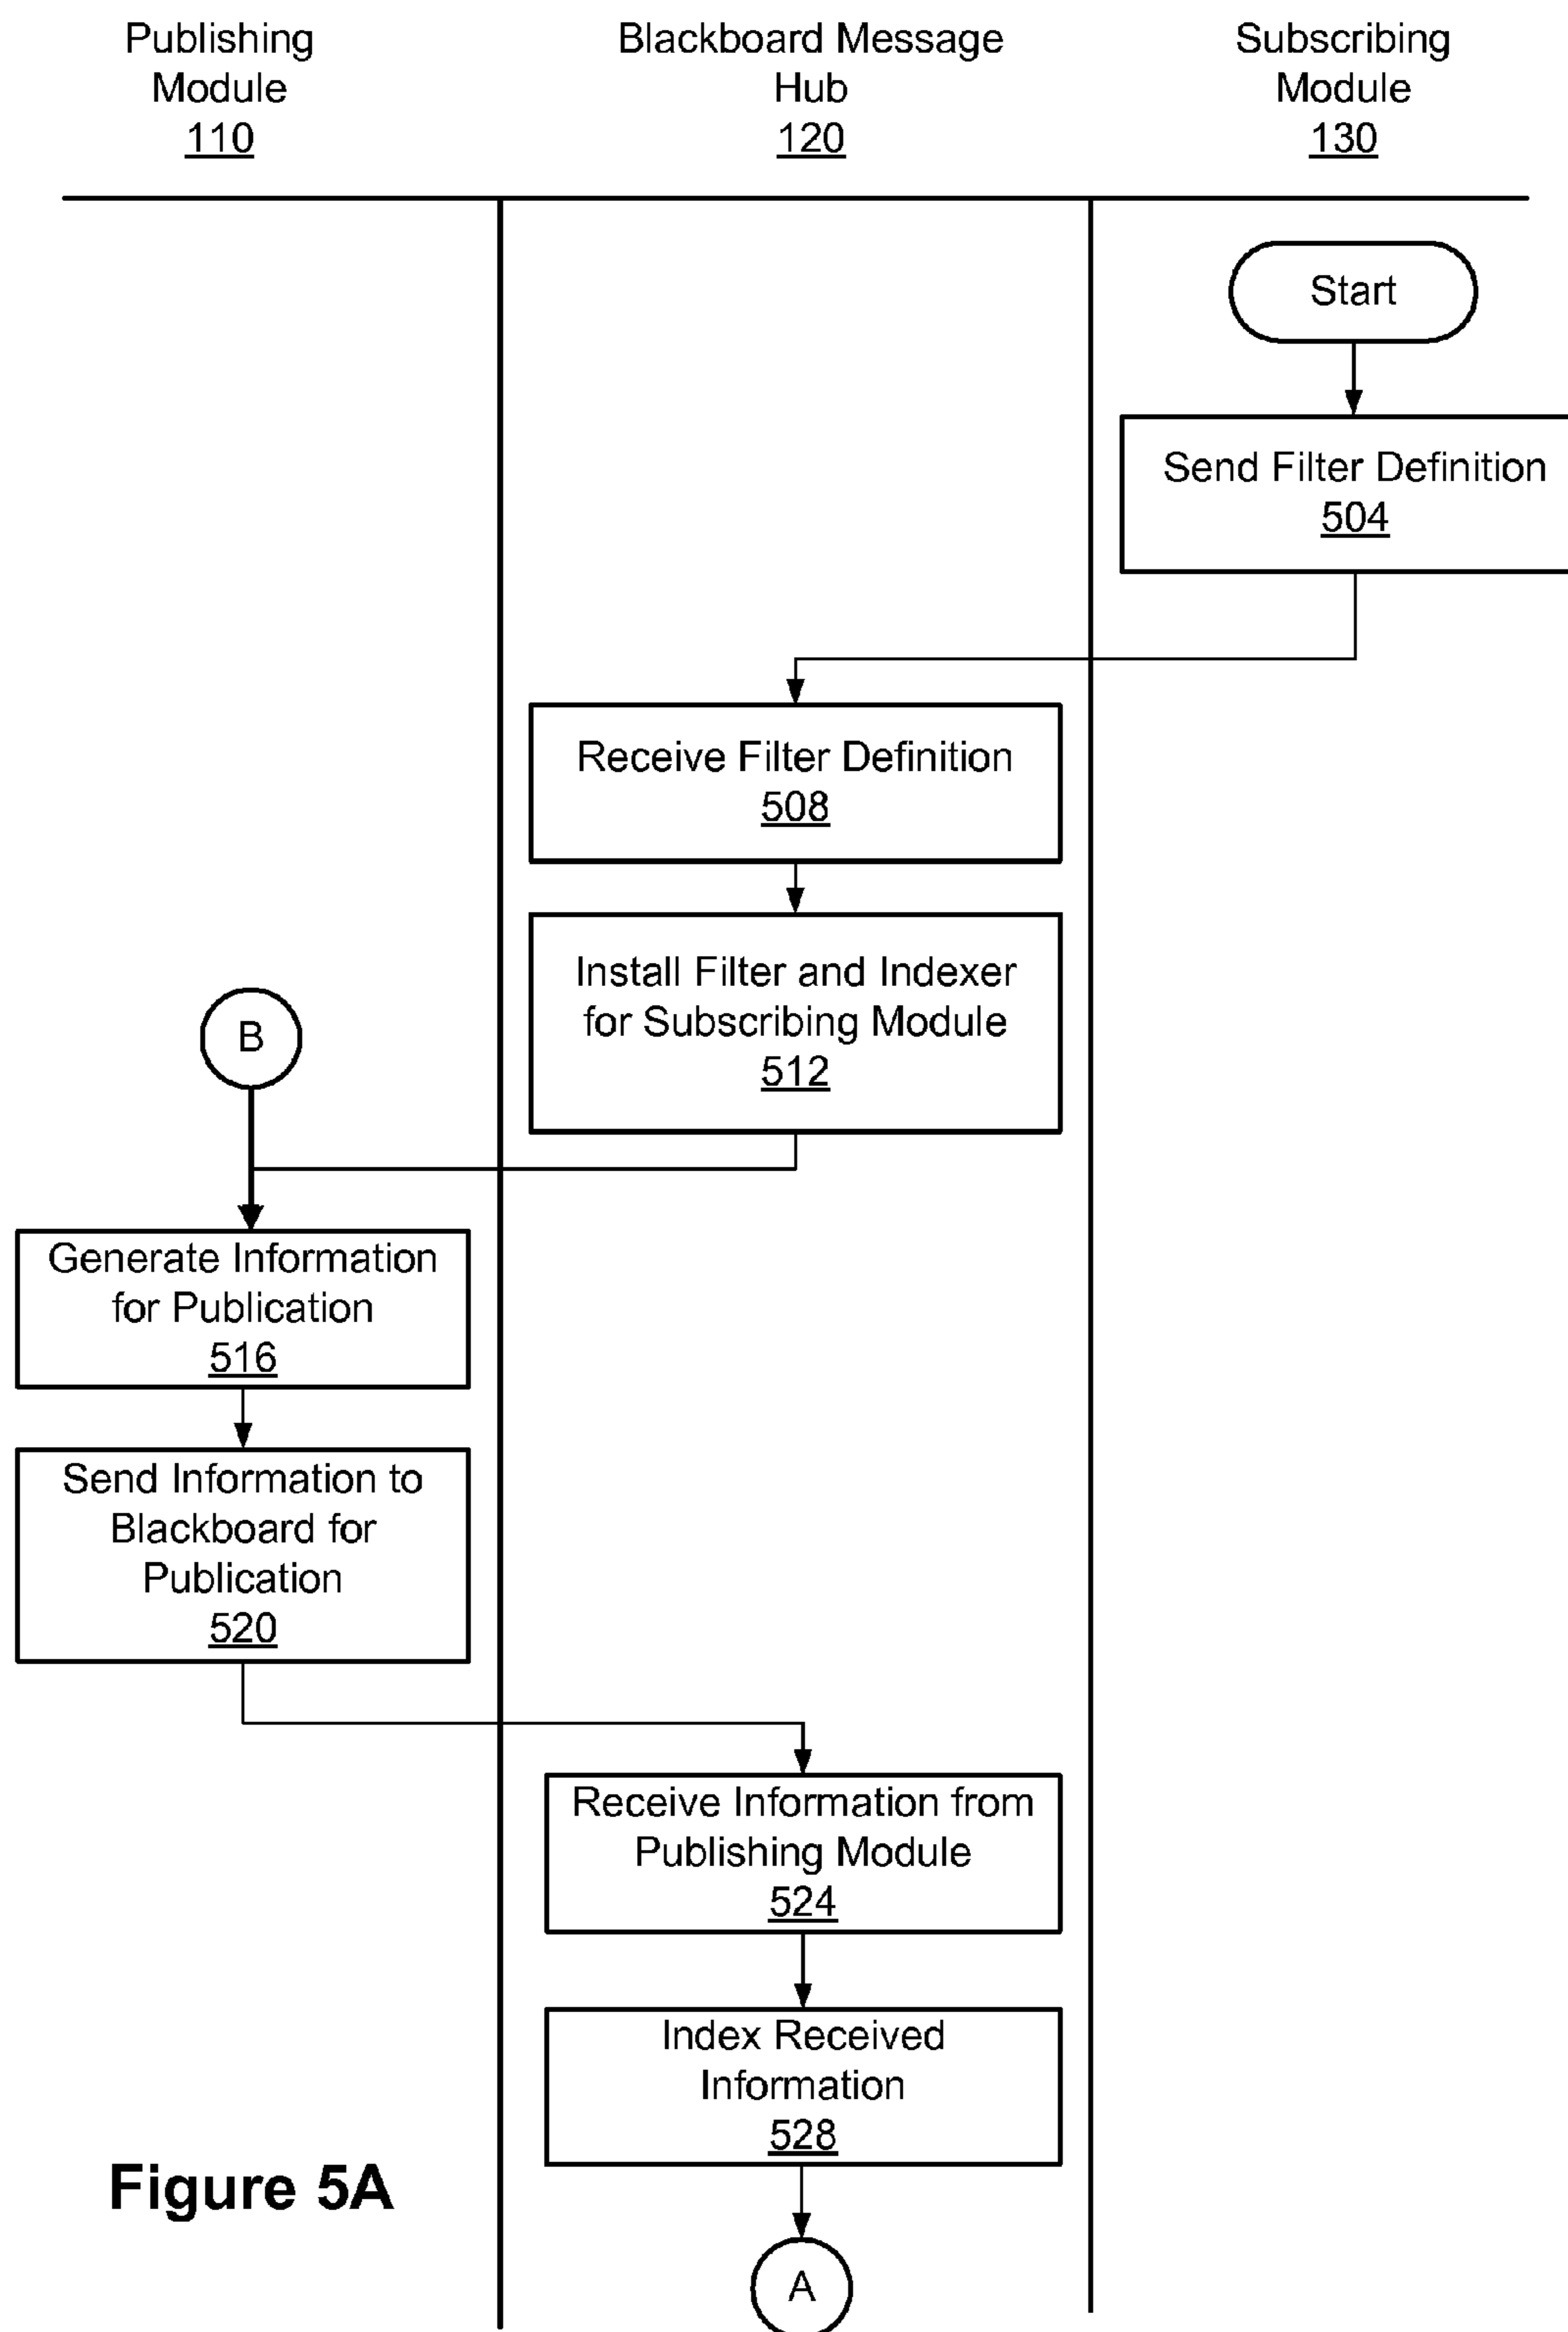 Publishing
Module
110
Blackboard Message
Hub
120
Subscribing
Module
130
Start
Send Filter Definition
504
Receive Filter Definition
508
Install Filter and Indexer
for Subscribing Module
512
B
Generate Information
for Publication
516
Send Information to
Blackboard for
Publication
520
Receive Information from
Publishing Module
524
Index Received
Information
528
Figure 5A
A